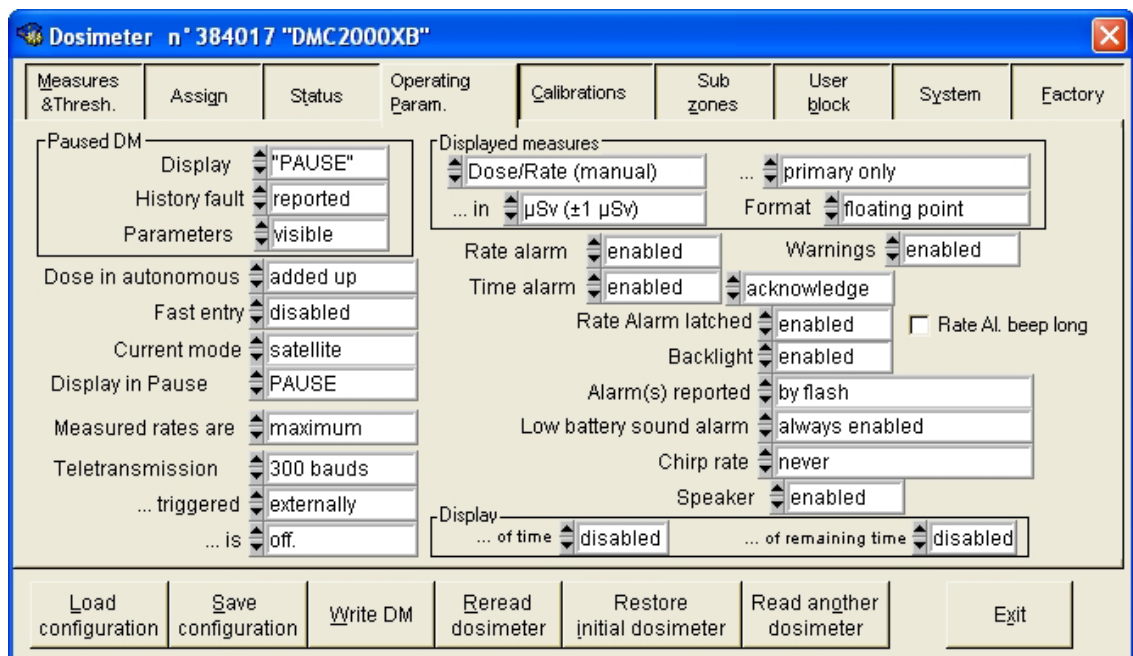 Dosimeter n°384017 "DMC2000XB"
Measures &Thresh.
Assign
Status
Operating Param.
Calibrations
Sub zones
User block
System
Factory
Paused DM
Display "PAUSE"
History fault reported
Parameters visible
Dose in autonomous added up
Fast entry disabled
Current mode satellite
Display in Pause PAUSE
Measured rates are maximum
Teletransmission 300 bauds
... triggered externally
... is off.
Displayed measures
Dose/Rate (manual) ... primary only
... in µSv (±1 µSv) Format floating point
Rate alarm enabled Warnings enabled
Time alarm enabled acknowledge
Rate Alarm latched enabled Rate Al. beep long
Backlight enabled
Alarm(s) reported by flash
Low battery sound alarm always enabled
Chirp rate never
Speaker enabled
Display
... of time disabled ... of remaining time disabled
Load configuration
Save configuration
Write DM
Reread dosimeter
Restore initial dosimeter
Read another dosimeter
Exit